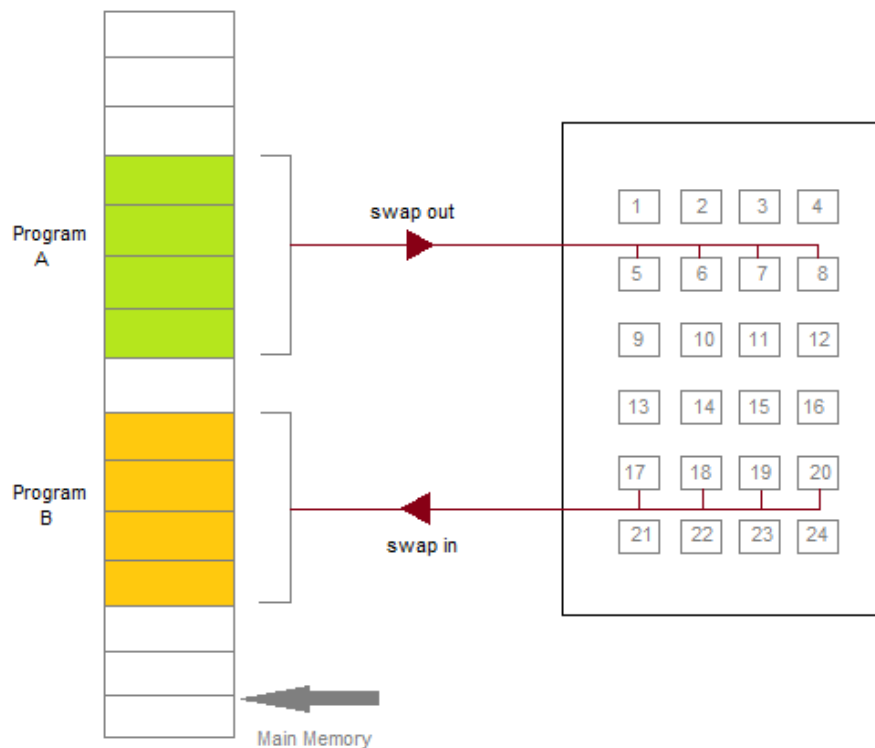 Program
A
swap out
1 2 3 4
5 6 7 8
9 10 11 12
13 14 15 16
Program
B
17 18 19 20
swap in
21 22 23 24
Main Memory